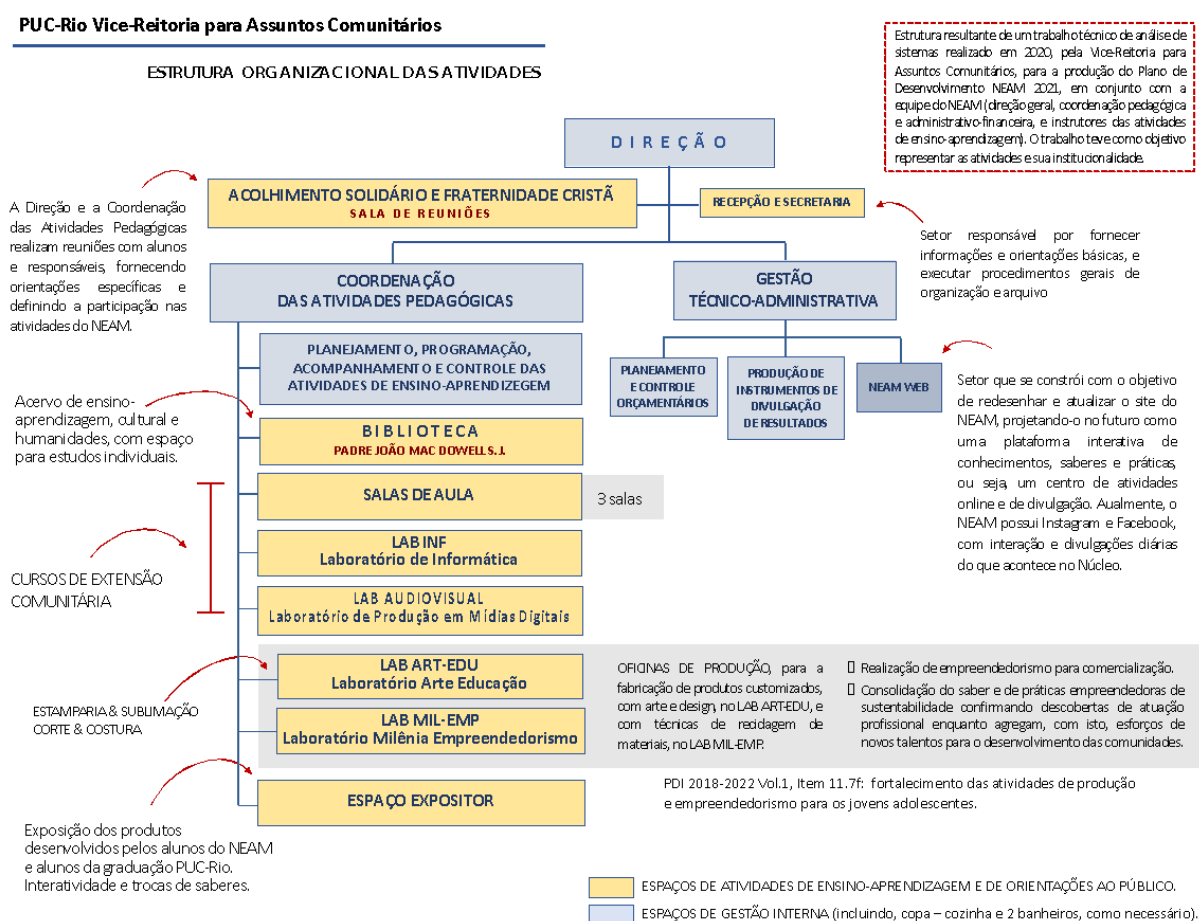 PUC-Rio Vice-Reitoria para Assuntos Comunitários
ESTRUTURA ORGANIZACIONAL DAS ATIVIDADES
Estrutura resultante de um trabalho técnico de análise de
sistemas realizado em 2020, pela Vice-Reitoria para
Assuntos Comunitários, para a produção do Plano de
Desenvolvimento NEAM 2021, em conjunto com a
equipe do NEAM (direção geral, coordenação pedagógica
e administrativo-financeira, e instrutores das atividades
de ensino-aprendizagem). O trabalho teve como objetivo
representar as atividades e sua institucionalidade.
DIREÇÃO
ACOLHIMENTO SOLIDÁRIO E FRATERNIDADE CRISTÃ
SALA DE REUNIÕES
RECEPÇÃO E SECRETARIA
A Direção e a Coordenação
das Atividades Pedagógicas
realizam reuniões com alunos
e responsáveis, fornecendo
orientações específicas e
definindo a participação nas
atividades do NEAM.
Setor responsável por fornecer
informações e orientações básicas, e
executar procedimentos gerais de
organização e arquivo
COORDENAÇÃO
DAS ATIVIDADES PEDAGÓGICAS
GESTÃO
TÉCNICO-ADMINISTRATIVA
PLANEJAMENTO, PROGRAMAÇÃO,
ACOMPANHAMENTO E CONTROLE DAS
ATIVIDADES DE ENSINO-APRENDIZEGEM
PLANEJAMENTO
E CONTROLE
ORÇAMENTÁRIOS
PRODUÇÃO DE
INSTRUMENTOS DE
DIVULGAÇÃO
DE RESULTADOS
NEAM WEB
Setor que se constrói com o objetivo
de redesenhar e atualizar o site do
NEAM, projetando-o no futuro como
uma plataforma interativa de
conhecimentos, saberes e práticas,
ou seja, um centro de atividades
online e de divulgação. Aualmente, o
NEAM possui Instagram e Facebook,
com interação e divulgações diárias
do que acontece no Núcleo.
Acervo de ensino-
aprendizagem, cultural e
humanidades, com espaço
para estudos individuais.
BIBLIOTECA
PADRE JOÃO MAC DOWELL S.J.
SALAS DE AULA
3 salas
LAB INF
Laboratório de Informática
CURSOS DE EXTENSÃO
COMUNITÁRIA
LAB AUDIOVISUAL
Laboratório de Produção em Mídias Digitais
LAB ART-EDU
Laboratório Arte Educação
ESTAMPARIA & SUBLIMAÇÃO
CORTE & COSTURA
LAB MIL-EMP
Laboratório Milênia Empreendedorismo
OFICINAS DE PRODUÇÃO, para a
fabricação de produtos customizados,
com arte e design, no LAB ART-EDU, e
com técnicas de reciclagem de
materiais, no LAB MIL-EMP.
▯ Realização de empreendedorismo para comercialização.
▯ Consolidação do saber e de práticas empreendedoras de
sustentabilidade confirmando descobertas de atuação
profissional enquanto agregam, com isto, esforços de
novos talentos para o desenvolvimento das comunidades.
PDI 2018-2022 Vol.1, Item 11.7f: fortalecimento das atividades de produção
e empreendedorismo para os jovens adolescentes.
ESPAÇO EXPOSITOR
Exposição dos produtos
desenvolvidos pelos alunos do NEAM
e alunos da graduação PUC-Rio.
Interatividade e trocas de saberes.
ESPAÇOS DE ATIVIDADES DE ENSINO-APRENDIZAGEM E DE ORIENTAÇÕES AO PÚBLICO.
ESPAÇOS DE GESTÃO INTERNA (incluindo, copa – cozinha e 2 banheiros, como necessário).